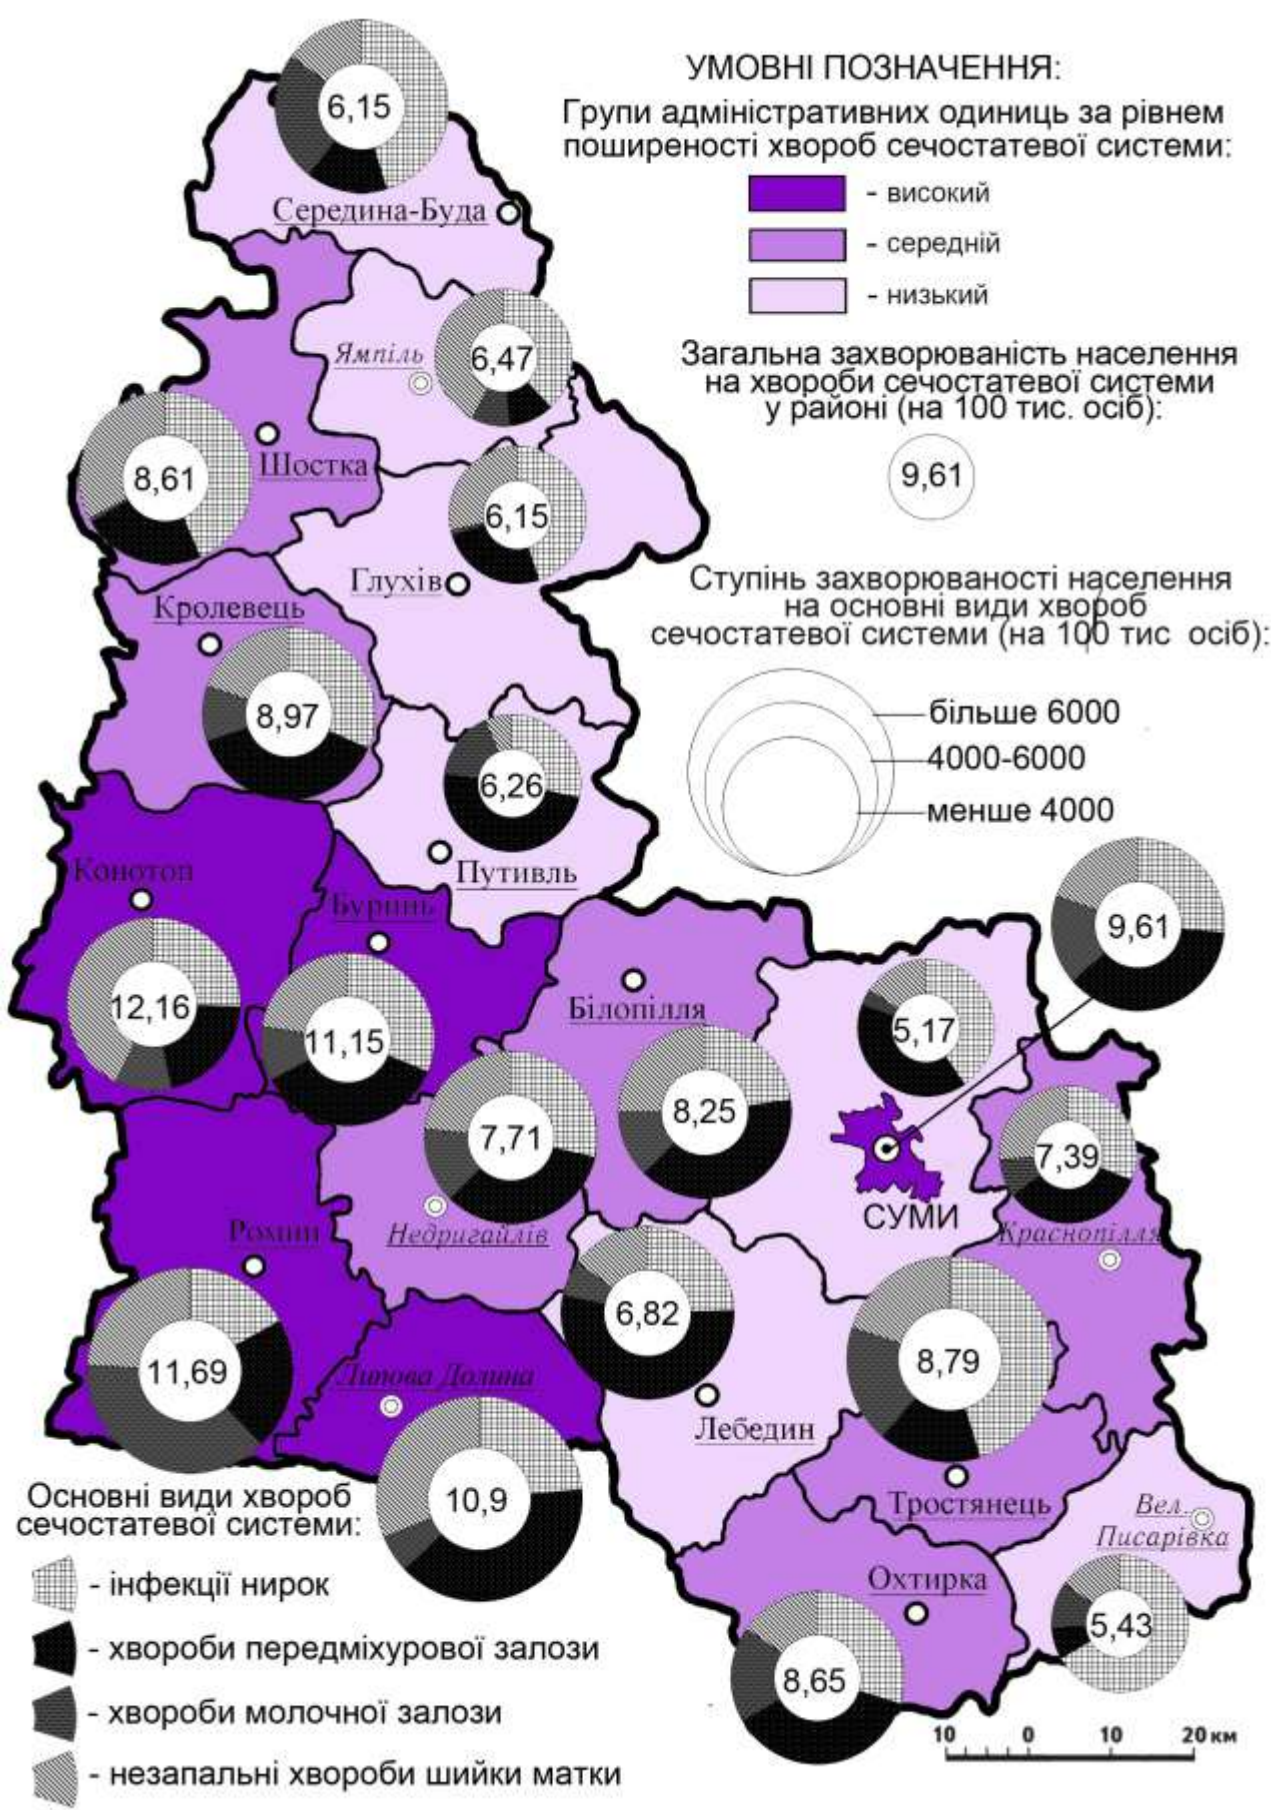 УМОВНІ ПОЗНАЧЕННЯ:
Групи адміністративних одиниць за рівнем
поширеності хвороб сечостатевої системи:
- високий
- середній
- низький
Загальна захворюваність населення
на хвороби сечостатевої системи
у районі (на 100 тис. осіб):
9,61
Ступінь захворюваності населення
на основні види хвороб
сечостатевої системи (на 100 тис осіб):
більше 6000
4000-6000
менше 4000
6,15
Середина-Буда
Ямпіль
6,47
8,61
Шостка
6,15
Глухів
Кролевець
8,97
6,26
Путивль
Конотоп
12,16
Буринь
11,15
Білопілля
8,25
7,71
Недригайлів
9,61
5,17
СУМИ
7,39
Краснопілля
Ромни
11,69
Липова Долина
10,9
6,82
Лебедин
8,79
Тростянець
Вел.
Писарівка
5,43
Охтирка
8,65
Основні види хвороб
сечостатевої системи:
- інфекції нирок
- хвороби передміхурової залози
- хвороби молочної залози
- незапальні хвороби шийки матки
10 0 10 20 км